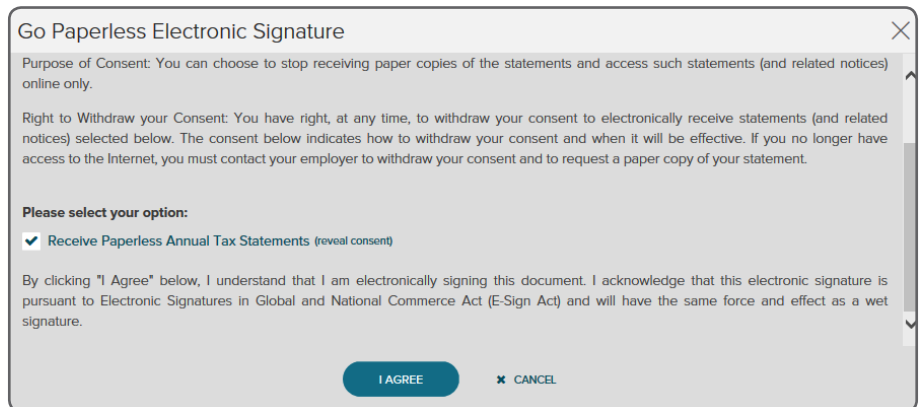 Go Paperless Electronic Signature
Purpose of Consent: You can choose to stop receiving paper copies of the statements and access such statements (and related notices)
online only.
Right to Withdraw your Consent: You have right, at any time, to withdraw your consent to electronically receive statements (and related
notices) selected below. The consent below indicates how to withdraw your consent and when it will be effective. If you no longer have
access to the Internet, you must contact your employer to withdraw your consent and to request a paper copy of your statement.
Please select your option:
Receive Paperless Annual Tax Statements (reveal consent)
By clicking "I Agree" below, I understand that I am electronically signing this document. I acknowledge that this electronic signature is
pursuant to Electronic Signatures in Global and National Commerce Act (E-Sign Act) and will have the same force and effect as a wet
signature.
I AGREE
CANCEL